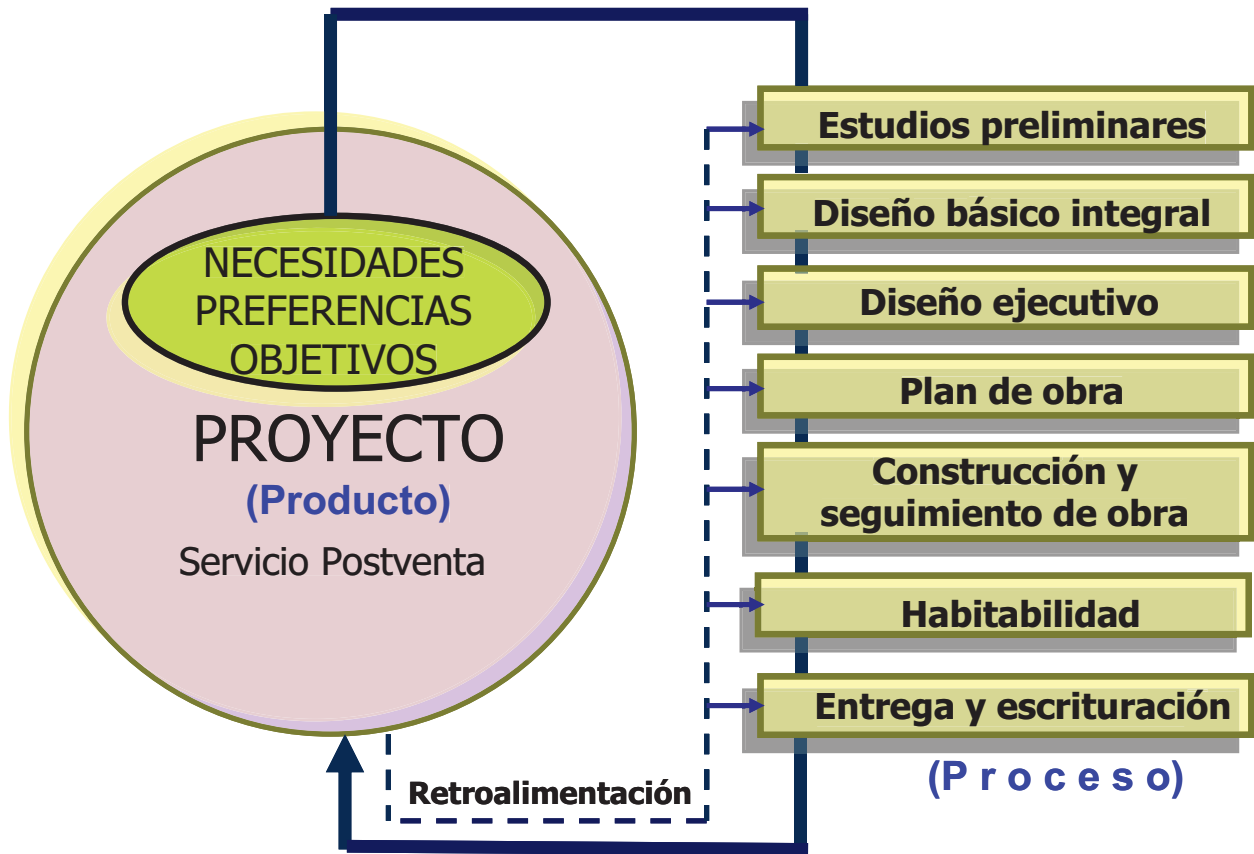 NECESIDADES
PREFERENCIAS
OBJETIVOS
PROYECTO
(Producto)
Servicio Postventa
Retroalimentación
Estudios preliminares
Diseño básico integral
Diseño ejecutivo
Plan de obra
Construcción y
seguimiento de obra
Habitabilidad
Entrega y escrituración
(P r o c e s o)